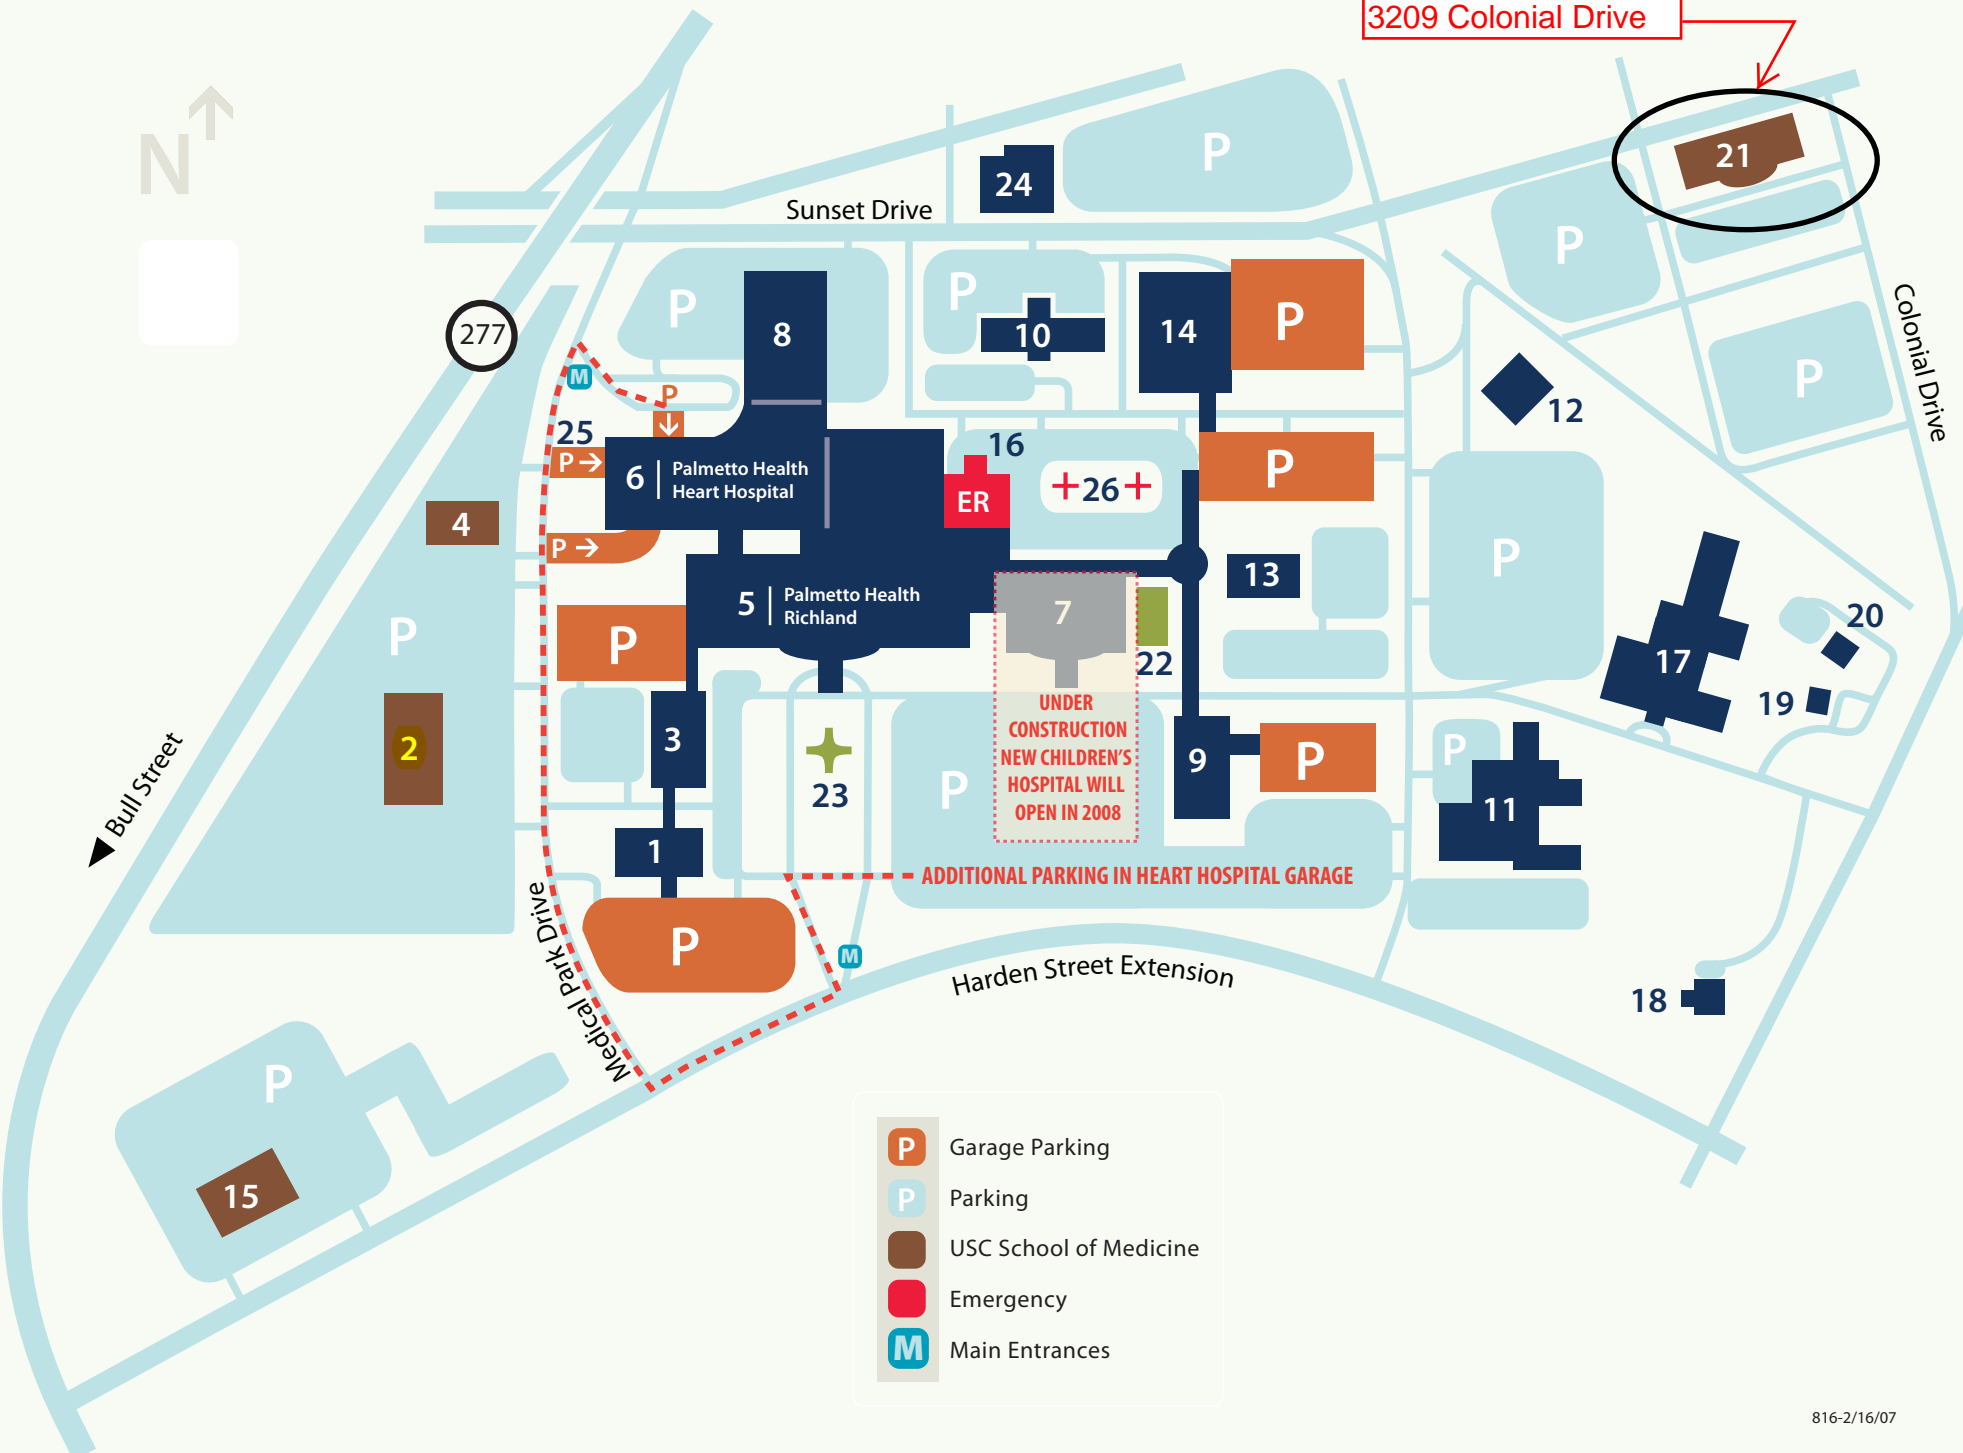 3209 Colonial Drive
N
21
P
24
P
Sunset Drive
P
277
P
8
P
10
14
P
P
Colonial Drive
M
P
12
25
16
P
6
Palmetto Health
Heart Hospital
ER
26
P
4
P
13
P
5
Palmetto Health
Richland
7
20
P
P
22
17
19
UNDER
CONSTRUCTION
NEW CHILDREN'S
HOSPITAL WILL
OPEN IN 2008
2
3
23
P
9
P
P
11
Bull Street
1
ADDITIONAL PARKING IN HEART HOSPITAL GARAGE
Medical Park Drive
P
M
Harden Street Extension
18
P
15
P
Garage Parking
P
Parking
USC School of Medicine
Emergency
M
Main Entrances
816-2/16/07